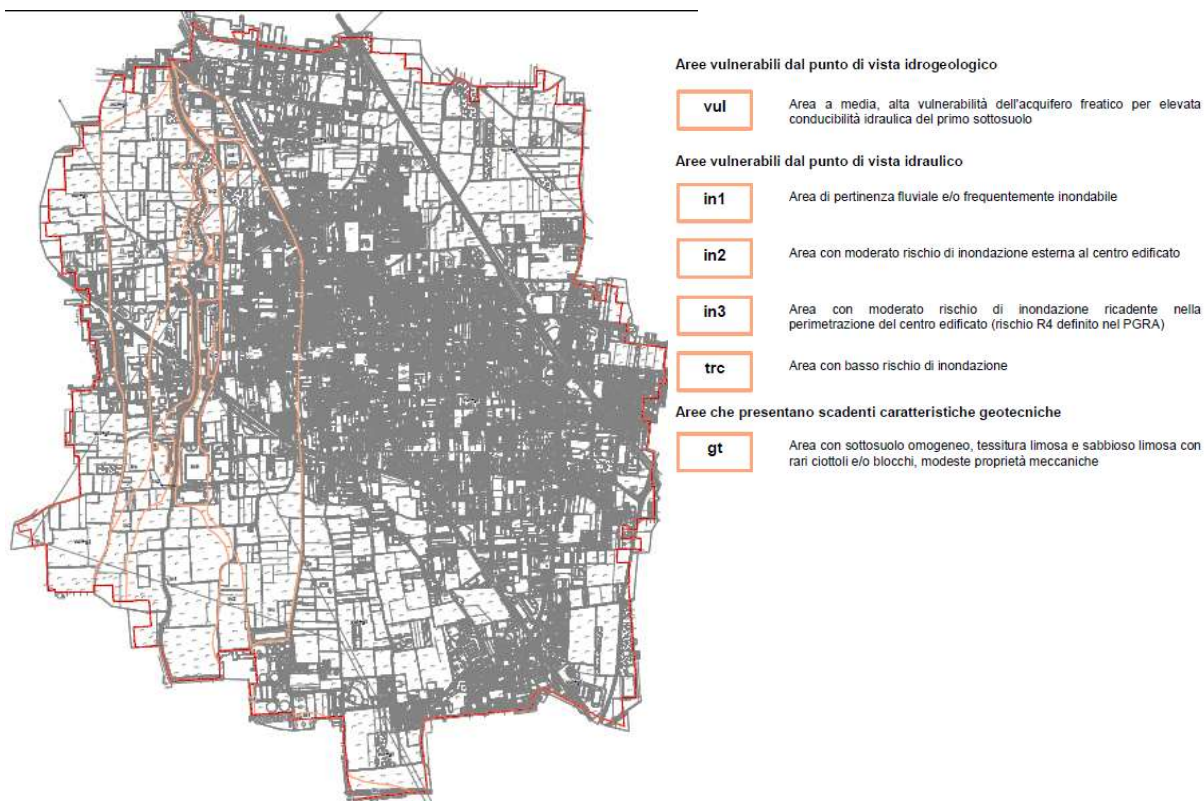 Aree vulnerabili dal punto di vista idrogeologico
vul
Area a media, alta vulnerabilità dell'acquifero freatico per elevata
conducibilità idraulica del primo sottosuolo
Aree vulnerabili dal punto di vista idraulico
in1
Area di pertinenza fluviale e/o frequentemente inondabile
in2
Area con moderato rischio di inondazione esterna al centro edificato
in3
Area con moderato rischio di inondazione ricadente nella
perimetrazione del centro edificato (rischio R4 definito nel PGRA)
trc
Area con basso rischio di inondazione
Aree che presentano scadenti caratteristiche geotecniche
gt
Area con sottosuolo omogeneo, tessitura limosa e sabbioso limosa con
rari ciottoli e/o blocchi, modeste proprietà meccaniche